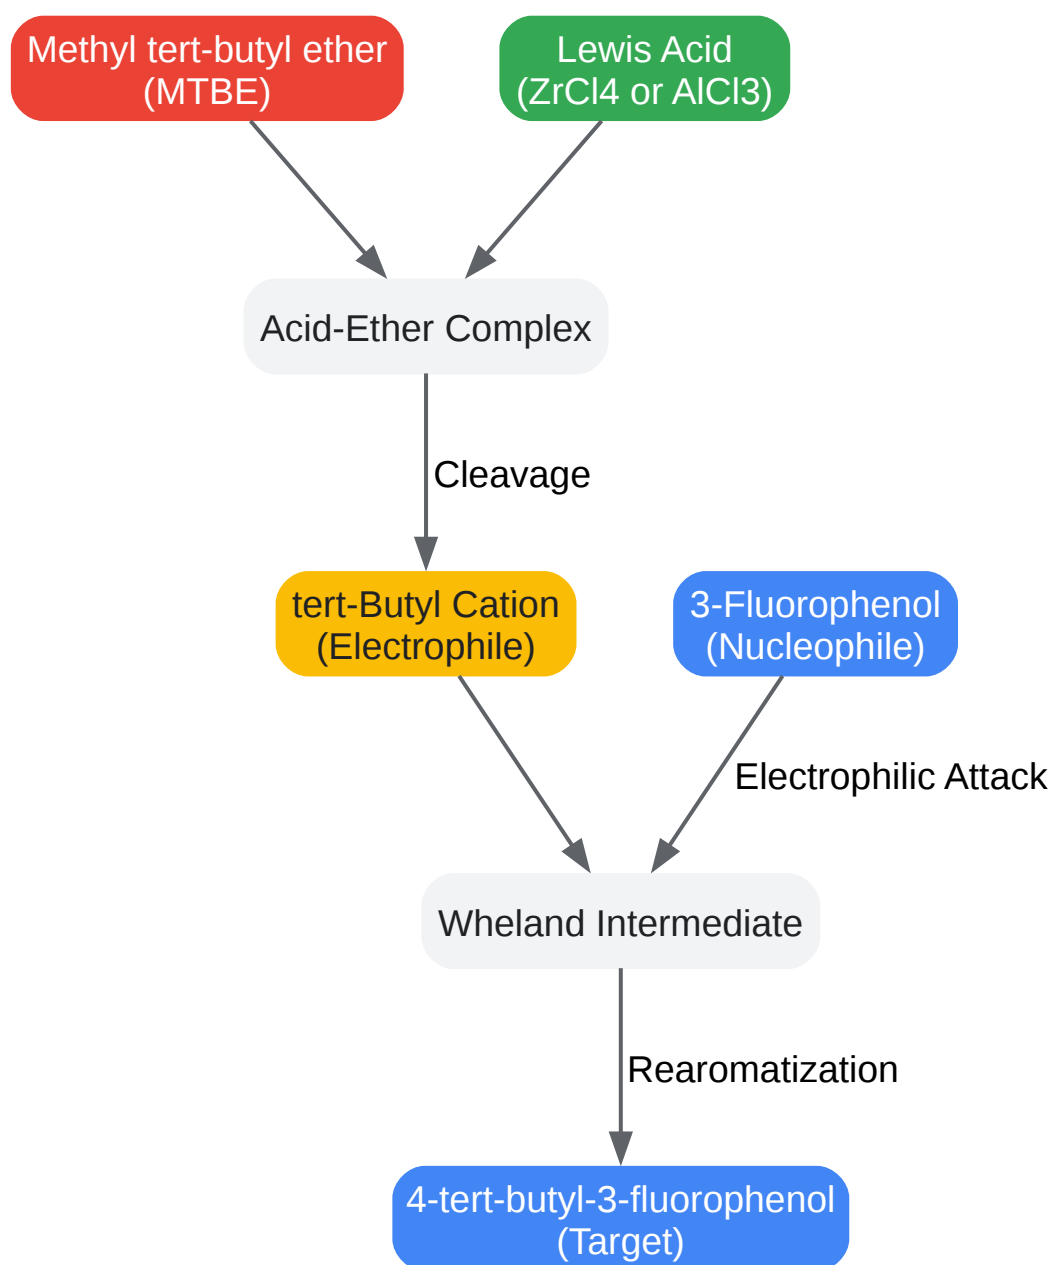 Methyl tert-butyl ether
(MTBE)
Lewis Acid
(ZrCl4 or AlCl3)
Acid-Ether Complex
Cleavage
tert-Butyl Cation
(Electrophile)
3-Fluorophenol
(Nucleophile)
Electrophilic Attack
Wheland Intermediate
Rearomatization
4-tert-butyl-3-fluorophenol
(Target)